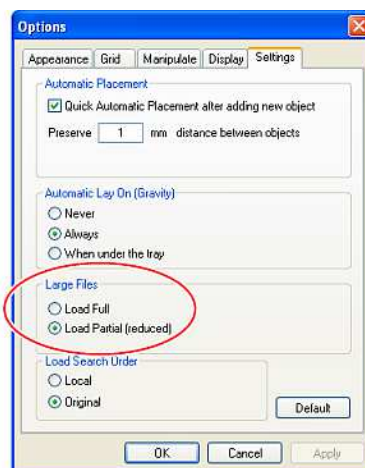 Options
Appearance Grid Manipulate Display Settings
Automatic Placement
Quick Automatic Placement after adding new object
Preserve 1 mm distance between objects
Automatic Lay On (Gravity)
Never
Always
When under the tray
Large Files
Load Full
Load Partial (reduced)
Load Search Order
Local
Original
Default
OK Cancel Apply